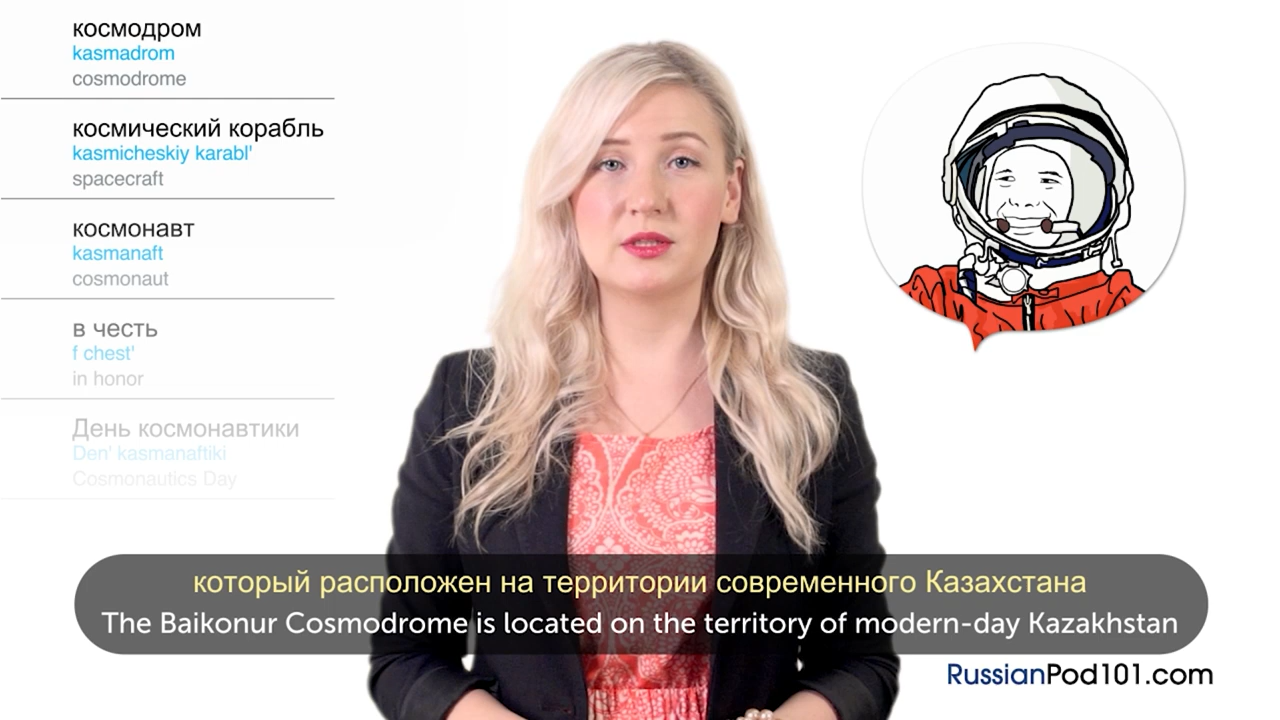 космодром
kasmadrom
cosmodrome
космический корабль
kasmicheskiy karabl'
spacecraft
космонавт
kasmanaft
cosmonaut
в честь
f chest'
in honor
День космонавтики
Den' kasmanaftiki
Cosmonautics Day
который расположен на территории современного Казахстана
The Baikonur Cosmodrome is located on the territory of modern-day Kazakhstan
RussianPod101.com